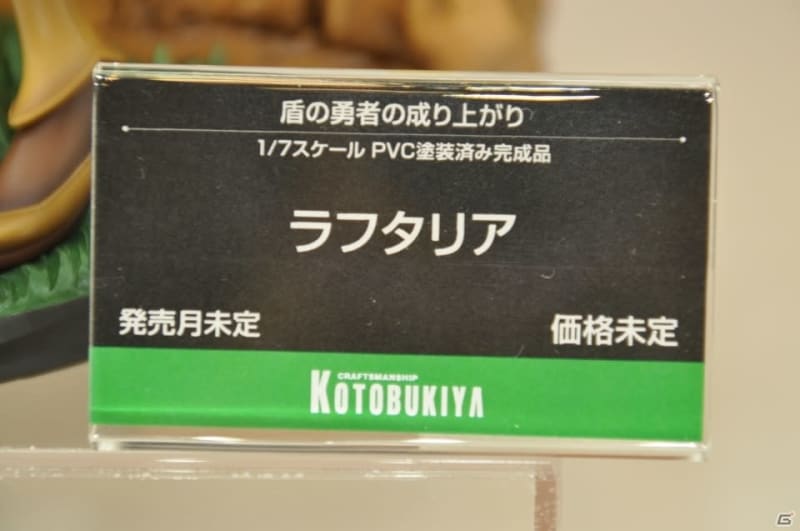 盾の勇者の成り上がり
1/7スケール PVC塗装済み完成品
ラフタリア
発売月未定
価格未定
CRAFTSMANSHIP
KOTOBUKIYA